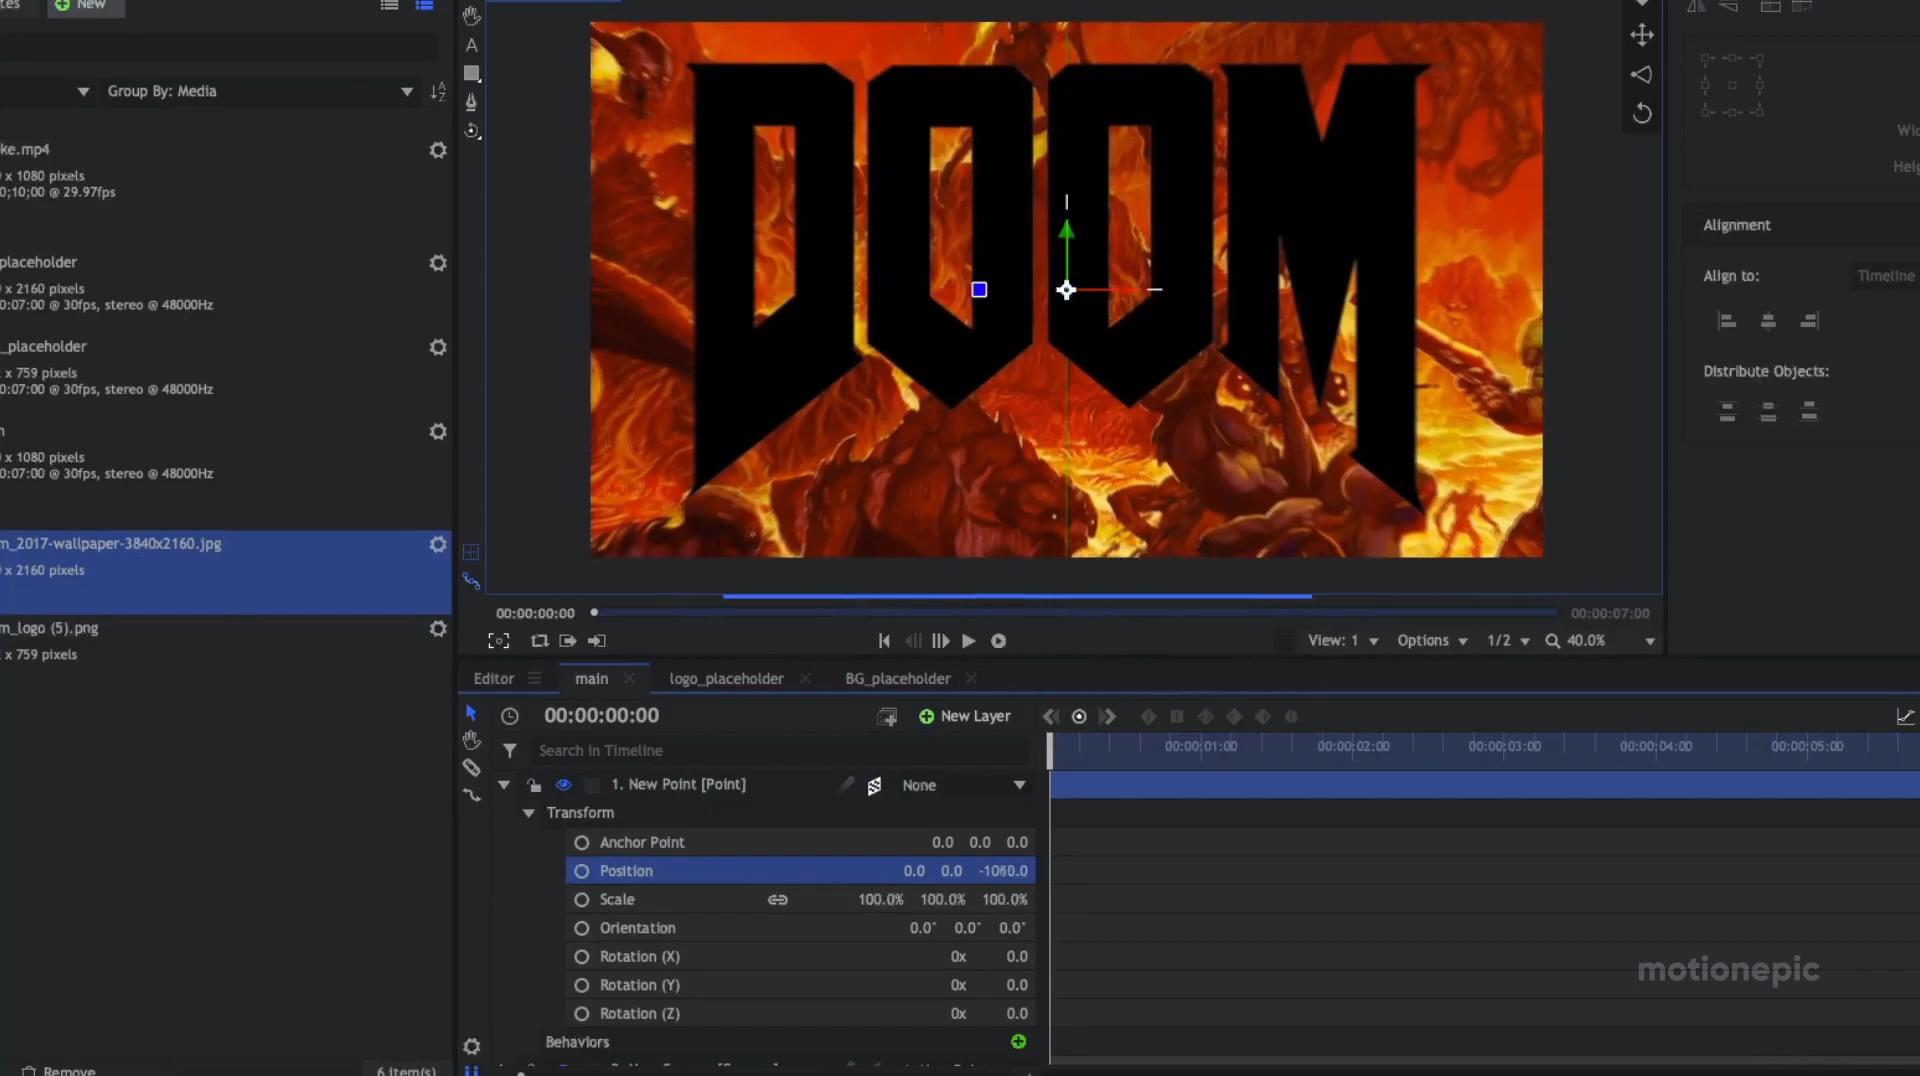 New
Group By: Media
ke.mp4
x 1080 pixels
0;10;00 @ 29.97fps
placeholder
x 2160 pixels
0:07:00 @ 30fps, stereo @ 48000Hz
_placeholder
x 759 pixels
0:07:00 @ 30fps, stereo @ 48000Hz
x 1080 pixels
0:07:00 @ 30fps, stereo @ 48000Hz
m_2017-wallpaper-3840x2160.jpg
x 2160 pixels
m_logo (5).png
x 759 pixels
Remove
6 item(s)
DOOM
00:00:00:00
00:00:07:00
View: 1
Options
1/2
40.0%
Alignment
Align to:
Timeline
Distribute Objects:
Editor
main
logo_placeholder
BG_placeholder
00:00:00:00
New Layer
Search in Timeline
00:00:01:00
00:00:02:00
00:00:03:00
00:00:04:00
00:00:05:00
1. New Point [Point]
None
Transform
Anchor Point 0.0 0.0 0.0
Position 0.0 0.0 -1060.0
Scale 100.0% 100.0% 100.0%
Orientation 0.0° 0.0° 0.0°
Rotation (X) 0x 0.0
Rotation (Y) 0x 0.0
Rotation (Z) 0x 0.0
Behaviors
motionepic